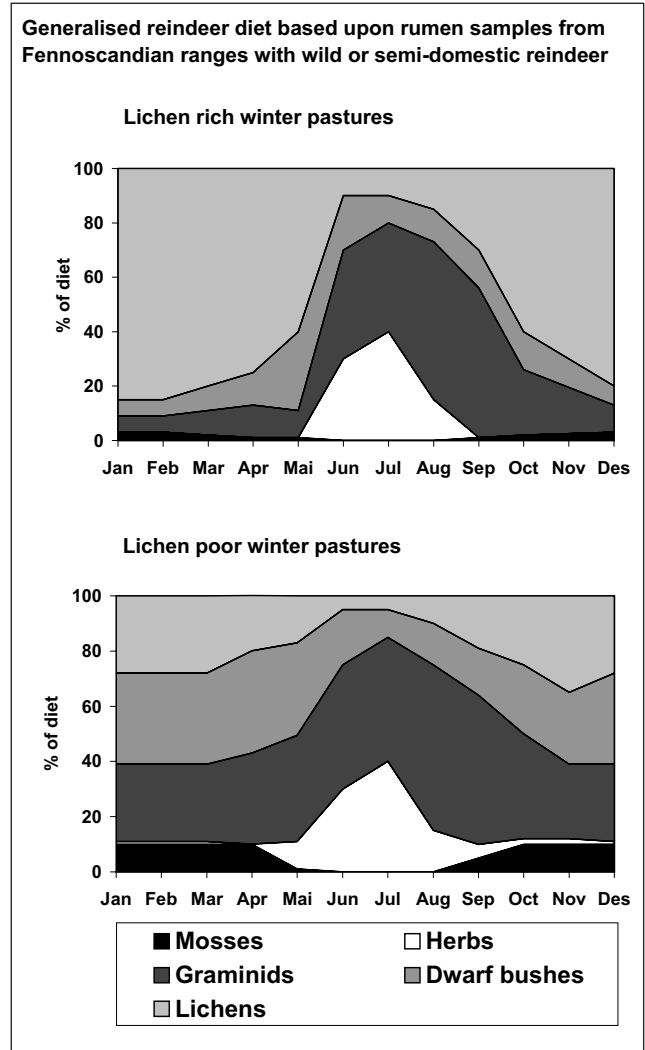 Generalised reindeer diet based upon rumen samples from
Fennoscandian ranges with wild or semi-domestic reindeer
Lichen rich winter pastures
100
80
60
40
20
0
% of diet
Jan Feb Mar Apr Mai Jun Jul Aug Sep Oct Nov Des
Lichen poor winter pastures
100
80
60
40
20
0
% of diet
Jan Feb Mar Apr Mai Jun Jul Aug Sep Oct Nov Des
Mosses Herbs
Graminids Dwarf bushes
Lichens